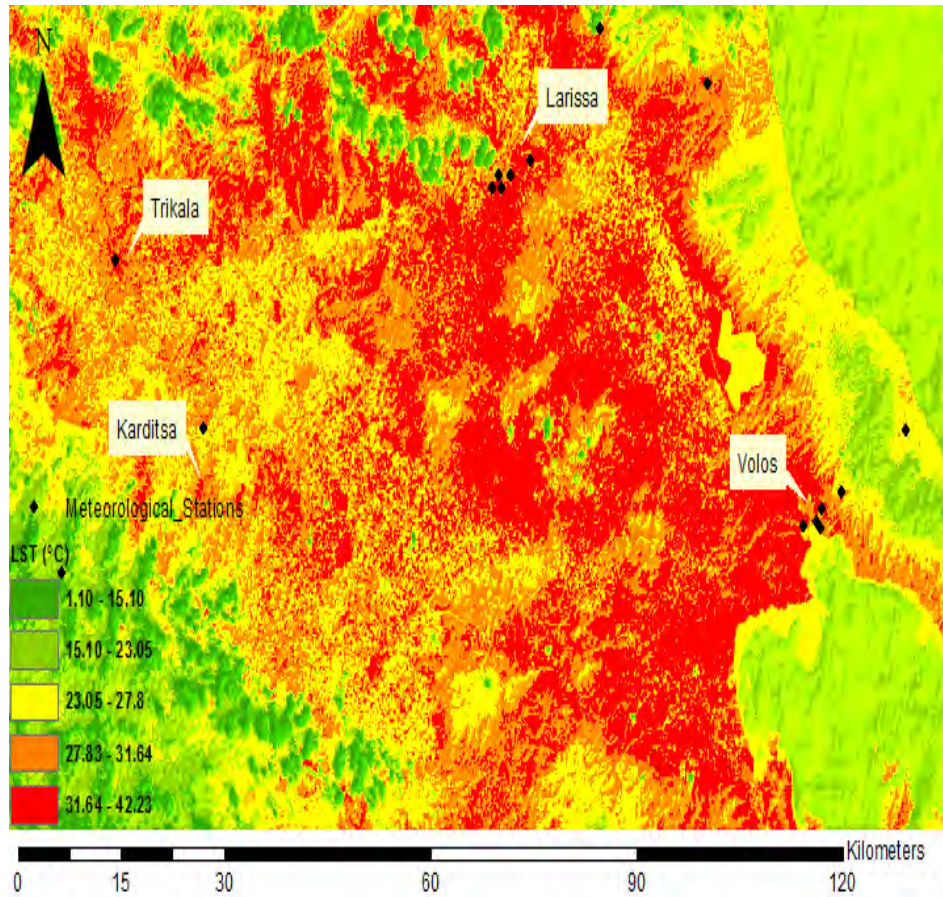 N
Larissa
Trikala
Karditsa
Volos
Meteorological_Stations
LST (°C)
1.10 - 15.10
15.10 - 23.05
23.05 - 27.8
27.83 - 31.64
31.64 - 42.23
Kilometers
0 15 30 60 90 120